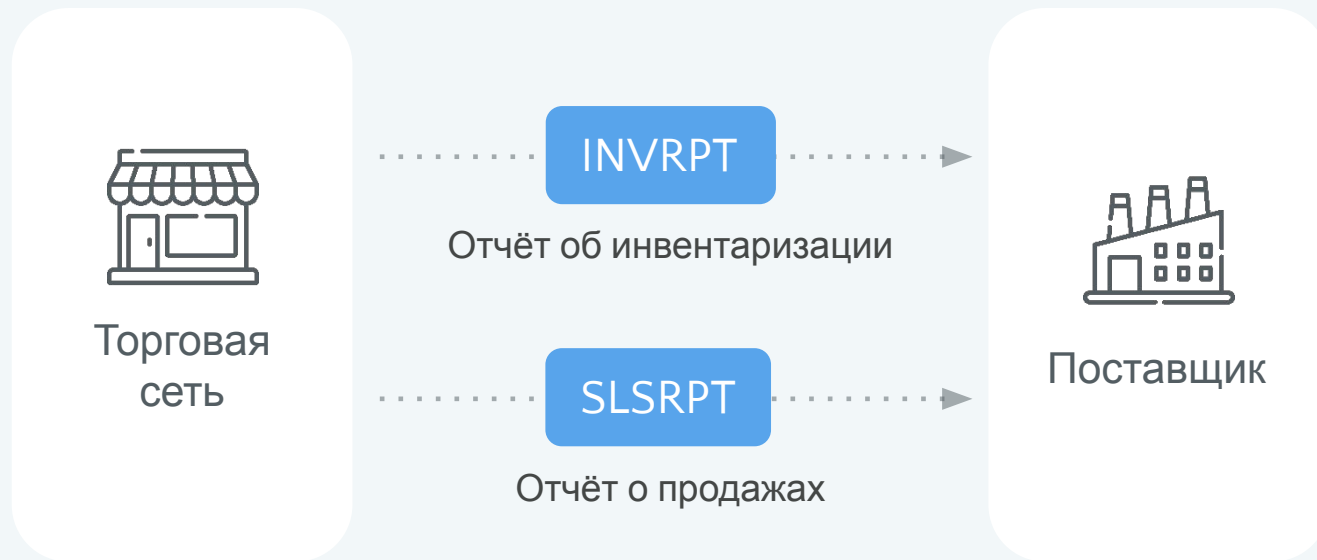 INVRPT
Отчёт об инвентаризации
Торговая
сеть
Поставщик
SLSRPT
Отчёт о продажах